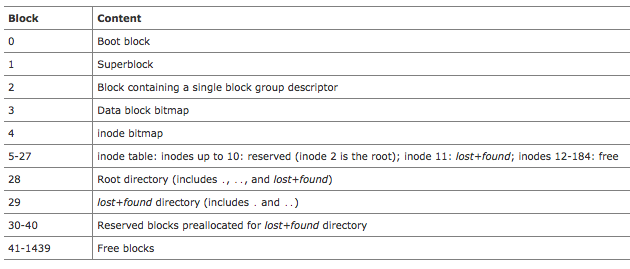 Block Content
0 Boot block
1 Superblock
2 Block containing a single block group descriptor
3 Data block bitmap
4 inode bitmap
5-27 inode table: inodes up to 10: reserved (inode 2 is the root); inode 11: lost+found; inodes 12-184: free
28 Root directory (includes ., .., and lost+found)
29 lost+found directory (includes . and ..)
30-40 Reserved blocks preallocated for lost+found directory
41-1439 Free blocks